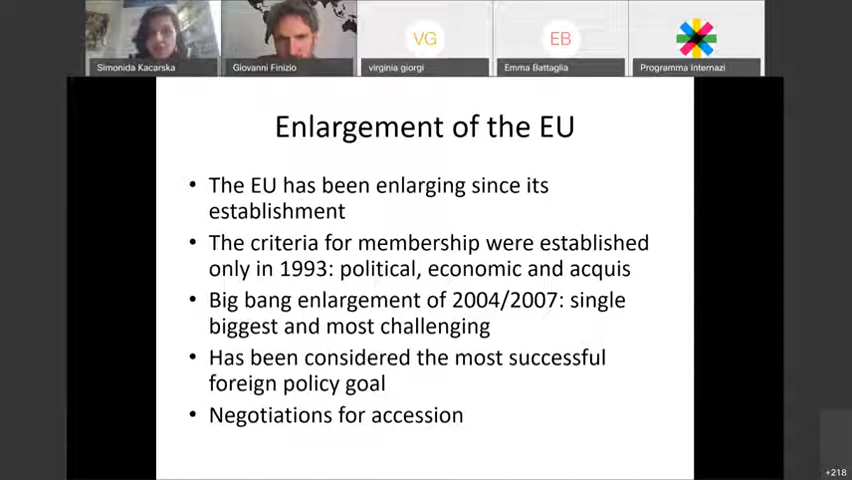 VG
EB
Simonida Kacarska
Giovanni Finizio
virginia giorgi
Emma Battaglia
Programma Internazi
Enlargement of the EU
• The EU has been enlarging since its
establishment
• The criteria for membership were established
only in 1993: political, economic and acquis
• Big bang enlargement of 2004/2007: single
biggest and most challenging
• Has been considered the most successful
foreign policy goal
• Negotiations for accession
+218